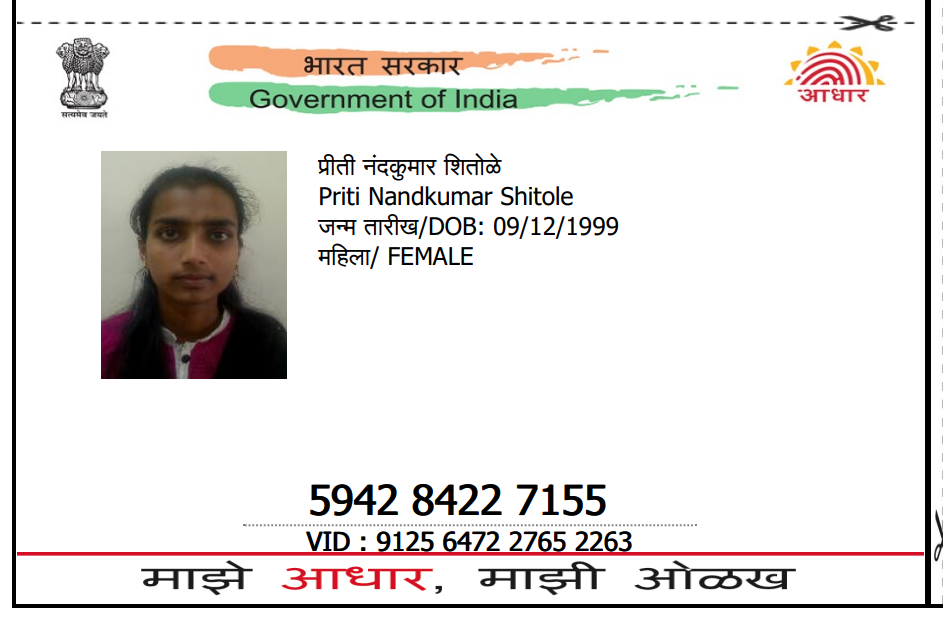 भारत सरकार
Government of India
सत्यमेव जयते
आधार
प्रीती नंदकुमार शितोळे
Priti Nandkumar Shitole
जन्म तारीख/DOB: 09/12/1999
महिला/ FEMALE
5942 8422 7155
VID : 9125 6472 2765 2263
माझे आधार, माझी ओळख